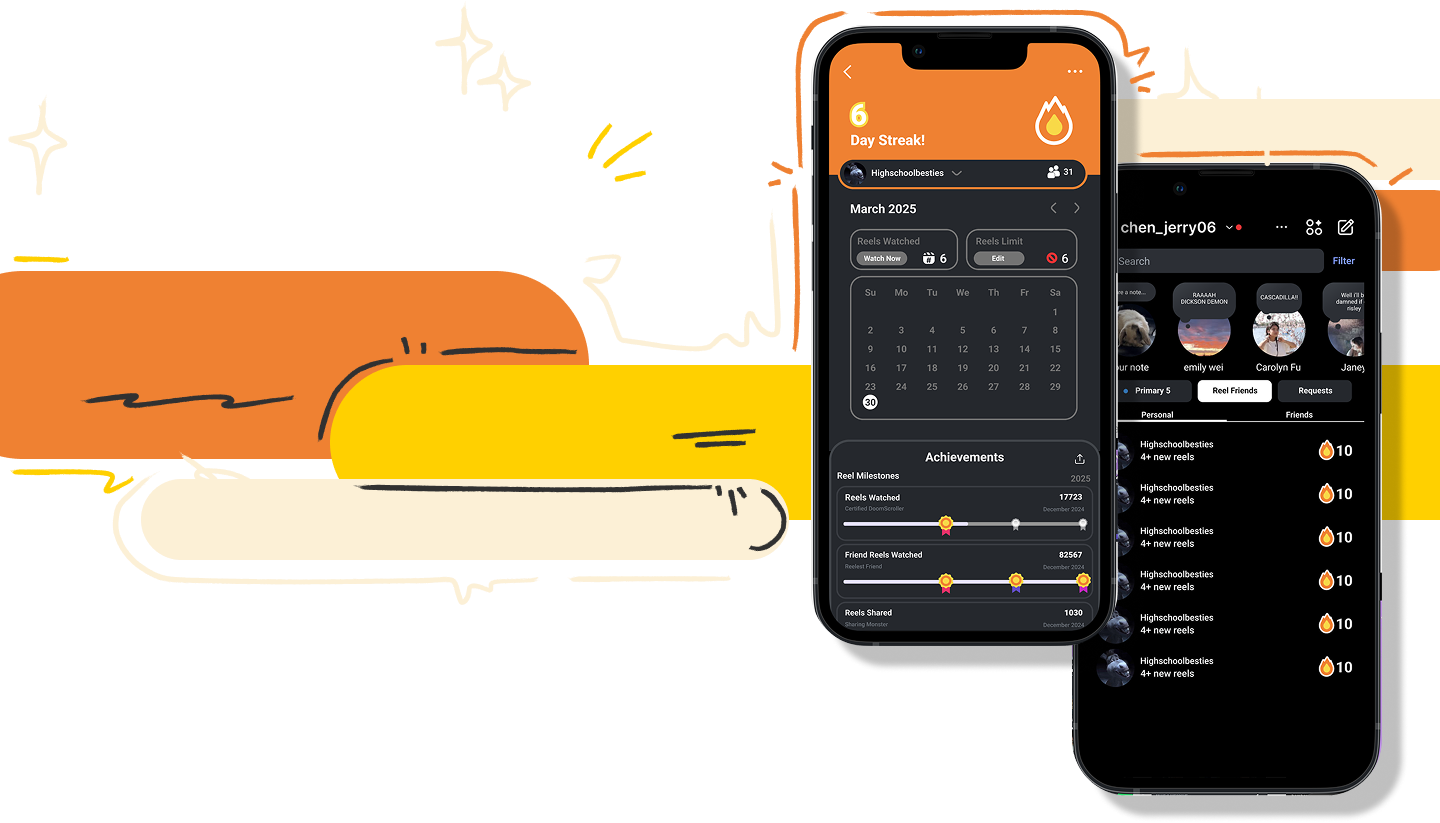 6
Day Streak!
Highschoolbesties
31
March 2025
Reels Watched
Watch Now
6
Reels Limit
Edit
6
Su Mo Tu We Th Fr Sa
1
2 3 4 5 6 7 8
9 10 11 12 13 14 15
16 17 18 19 20 21 22
23 24 25 26 27 28 29
30
Achievements
Reel Milestones
2025
Reels Watched 17723
Certified DoomScroller December 2024
Friend Reels Watched 82567
Reelest Friend December 2024
Reels Shared 1030
Sharing Monster December 2024
chen_jerry06
Search
Filter
re a note...
RAAAAH
DICKSON DEMON
CASCADILLA!!
Well i'll b
damned if
risley
ur note
emily wei
Carolyn Fu
Janey
Primary 5
Reel Friends
Requests
Personal
Friends
Highschoolbesties
4+ new reels
10
Highschoolbesties
4+ new reels
10
Highschoolbesties
4+ new reels
10
Highschoolbesties
4+ new reels
10
Highschoolbesties
4+ new reels
10
Highschoolbesties
4+ new reels
10